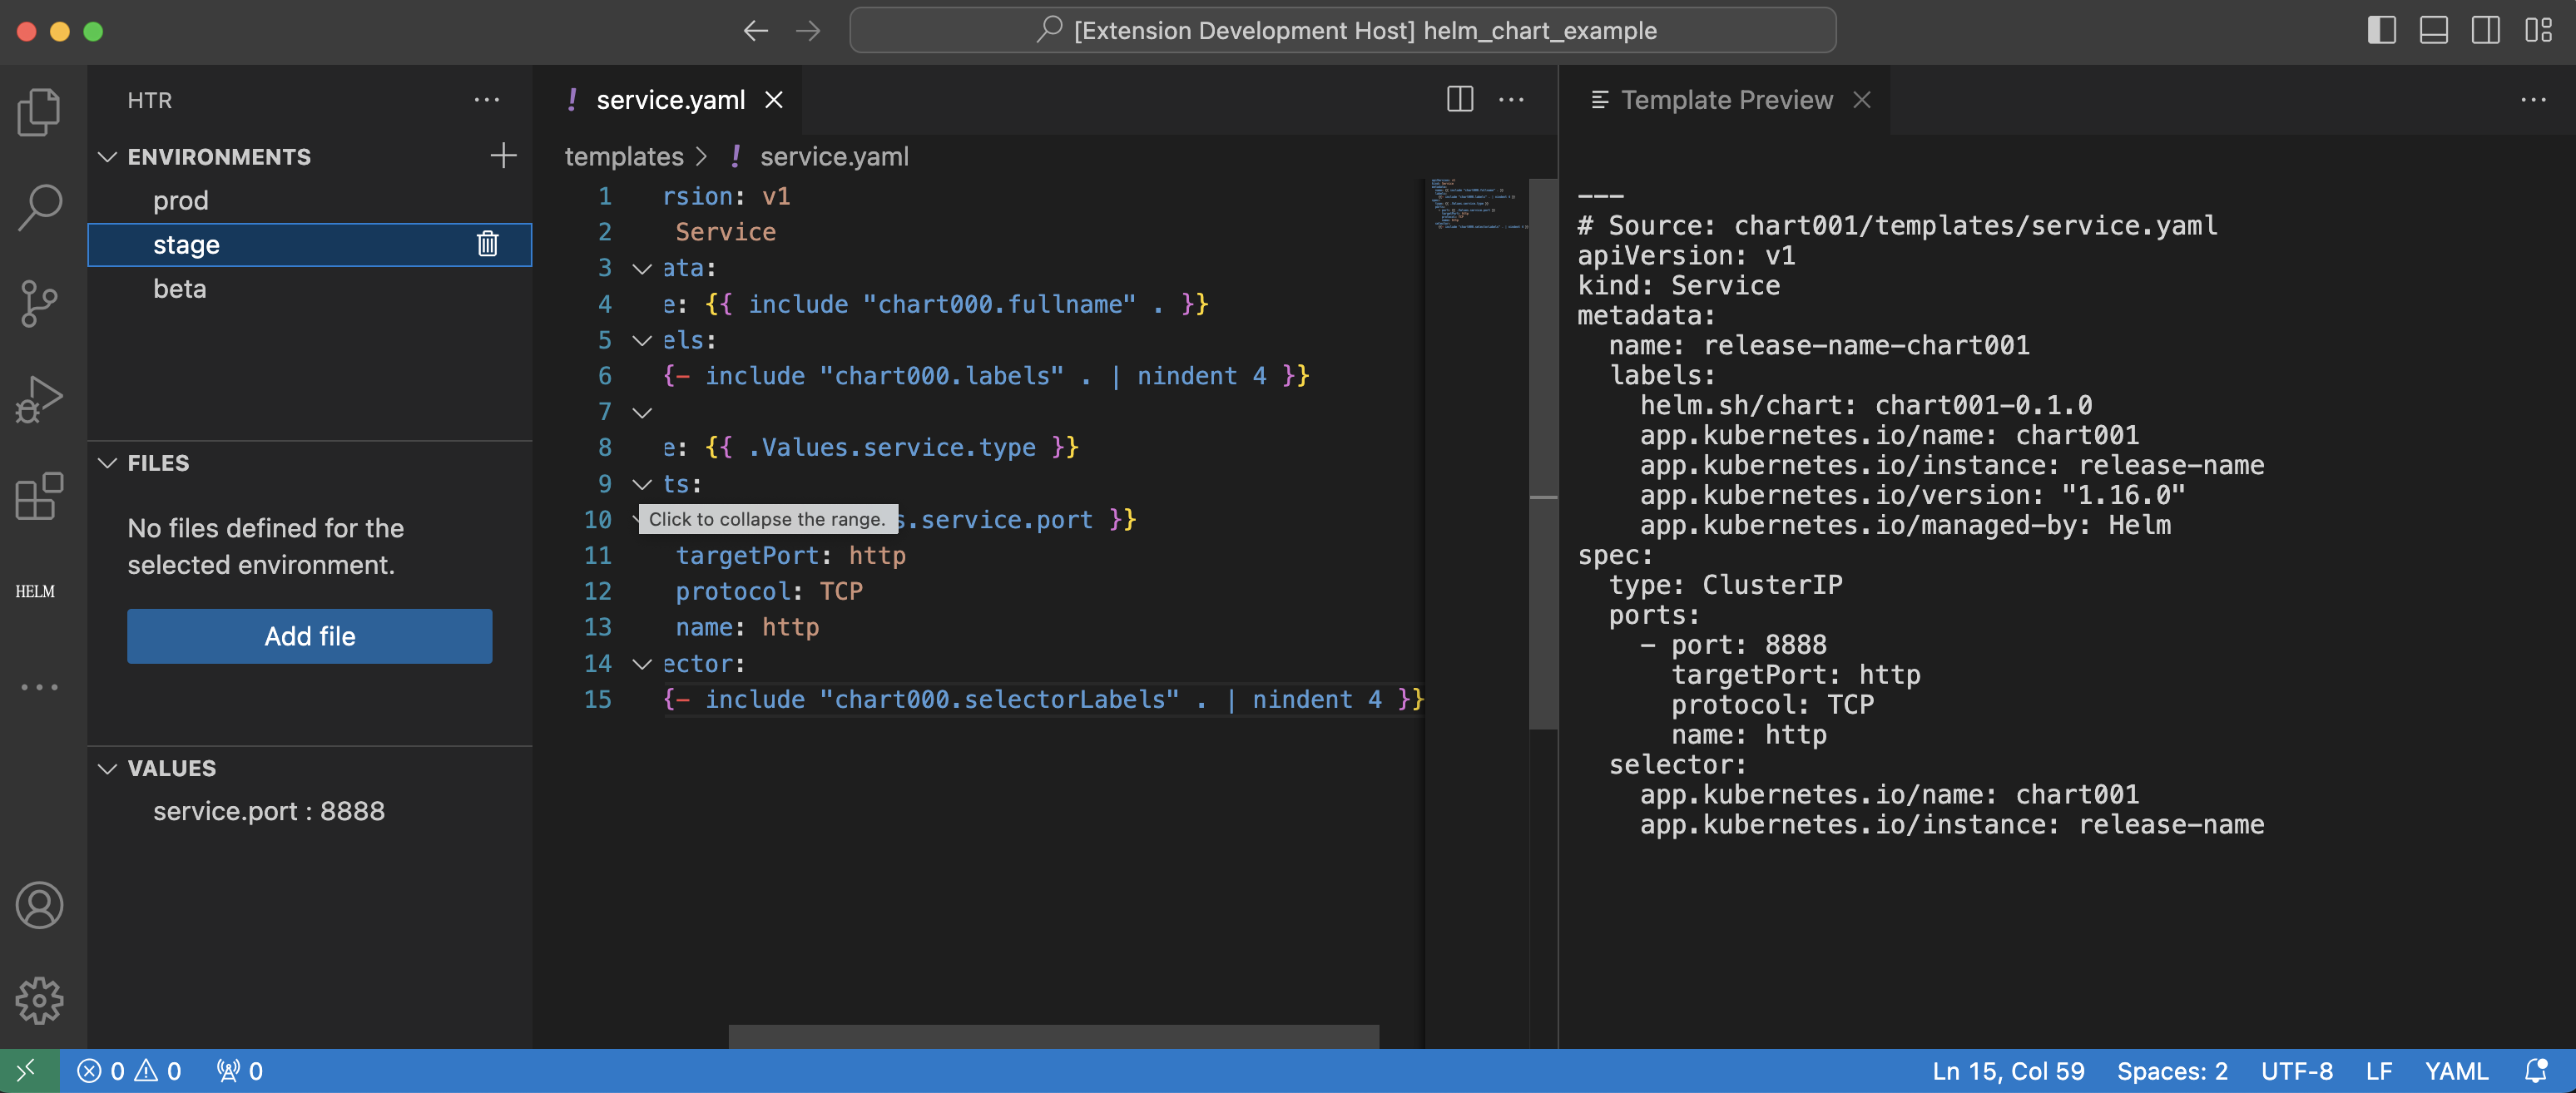 [Extension Development Host] helm_chart_example
HTR
ENVIRONMENTS
prod
stage
beta
FILES
No files defined for the
selected environment.
Add file
VALUES
service.port : 8888
HELM
service.yaml
templates > ! service.yaml
1 rsion: v1
2 Service
3 ata:
4 e: {{ include "chart000.fullname" . }}
5 els:
6 {- include "chart000.labels" . | nindent 4 }}
7
8 e: {{ .Values.service.type }}
9 ts:
10 s.service.port }}
Click to collapse the range.
11 targetPort: http
12 protocol: TCP
13 name: http
14 ector:
15 {- include "chart000.selectorLabels" . | nindent 4 }}
Template Preview
---
# Source: chart001/templates/service.yaml
apiVersion: v1
kind: Service
metadata:
  name: release-name-chart001
  labels:
    helm.sh/chart: chart001-0.1.0
    app.kubernetes.io/name: chart001
    app.kubernetes.io/instance: release-name
    app.kubernetes.io/version: "1.16.0"
    app.kubernetes.io/managed-by: Helm
spec:
  type: ClusterIP
  ports:
    - port: 8888
      targetPort: http
      protocol: TCP
      name: http
  selector:
    app.kubernetes.io/name: chart001
    app.kubernetes.io/instance: release-name
0 0 0
Ln 15, Col 59 Spaces: 2 UTF-8 LF YAML